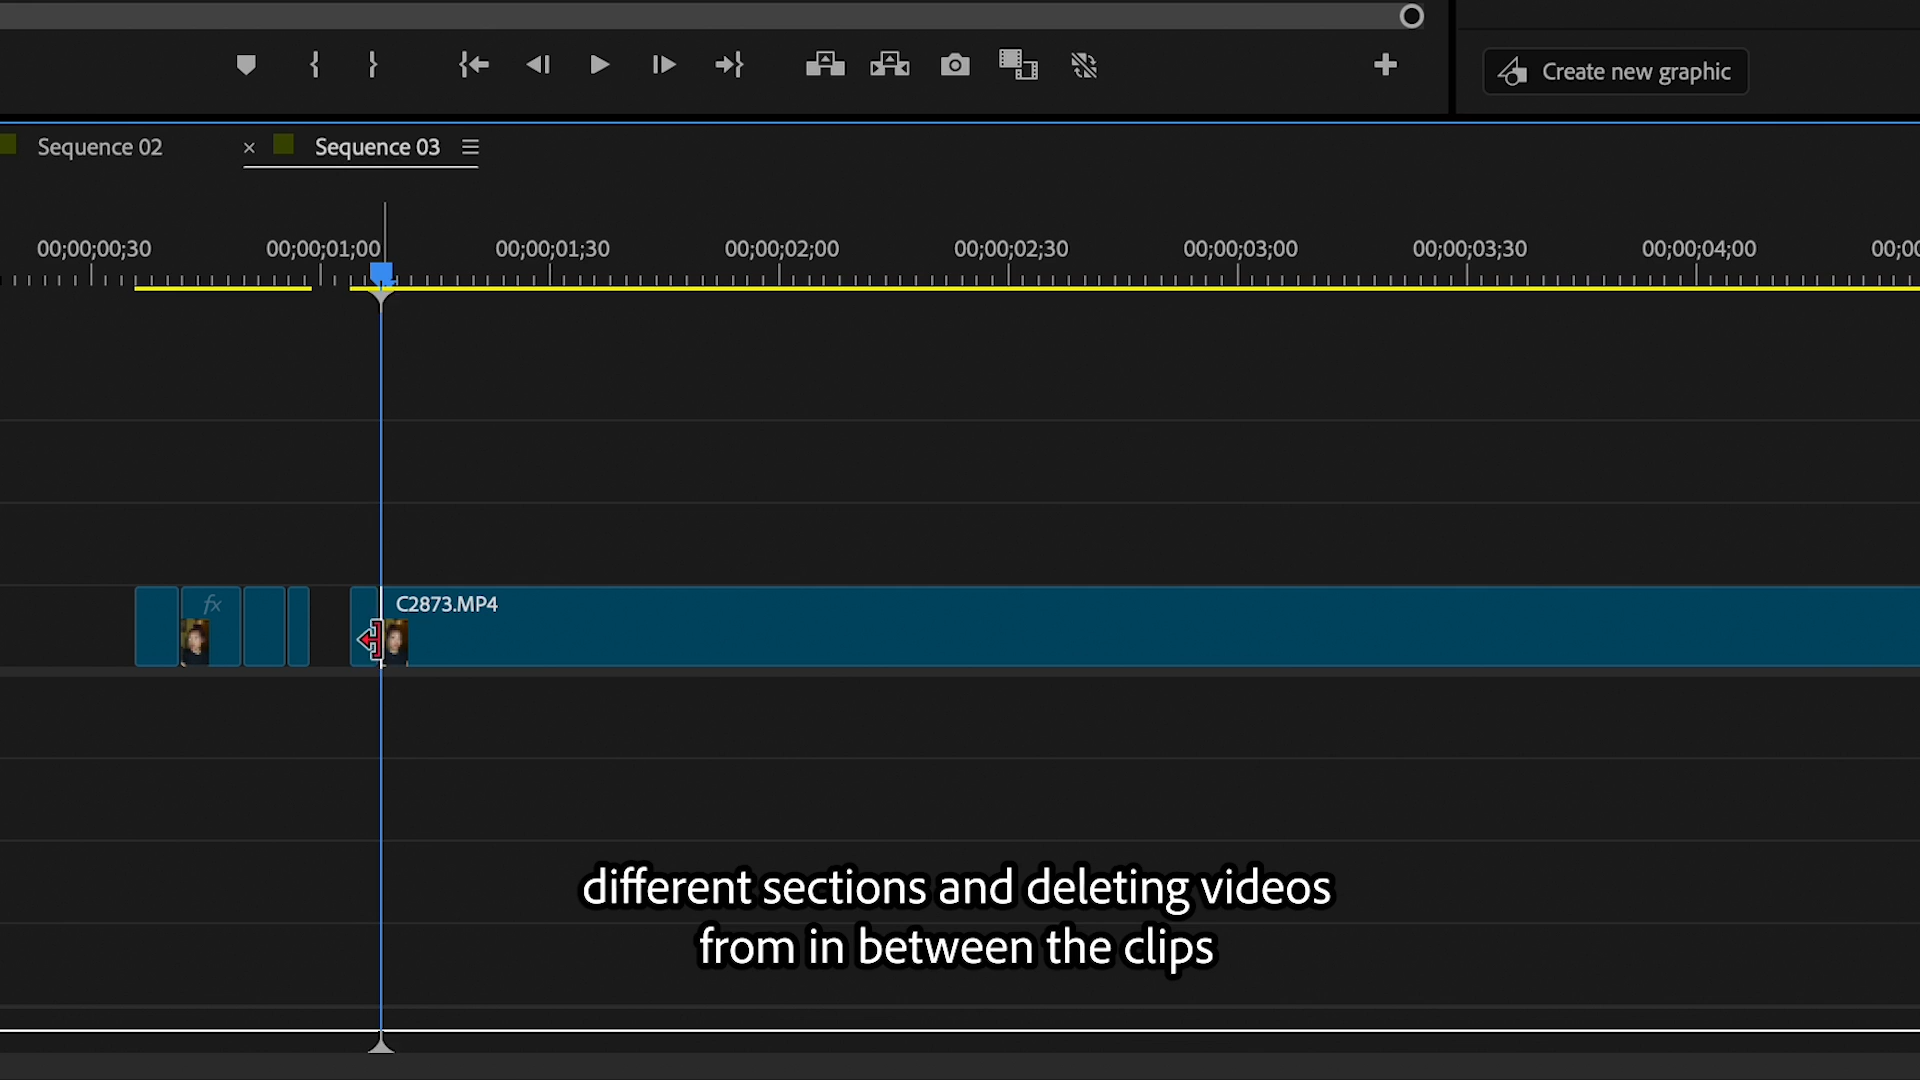 Create new graphic
Sequence 02
× Sequence 03
00;00;00;30 00;00;01;00 00;00;01;30 00;00;02;00 00;00;02;30 00;00;03;00 00;00;03;30 00;00;04;00 00;00
fx
C2873.MP4
different sections and deleting videos
from in between the clips